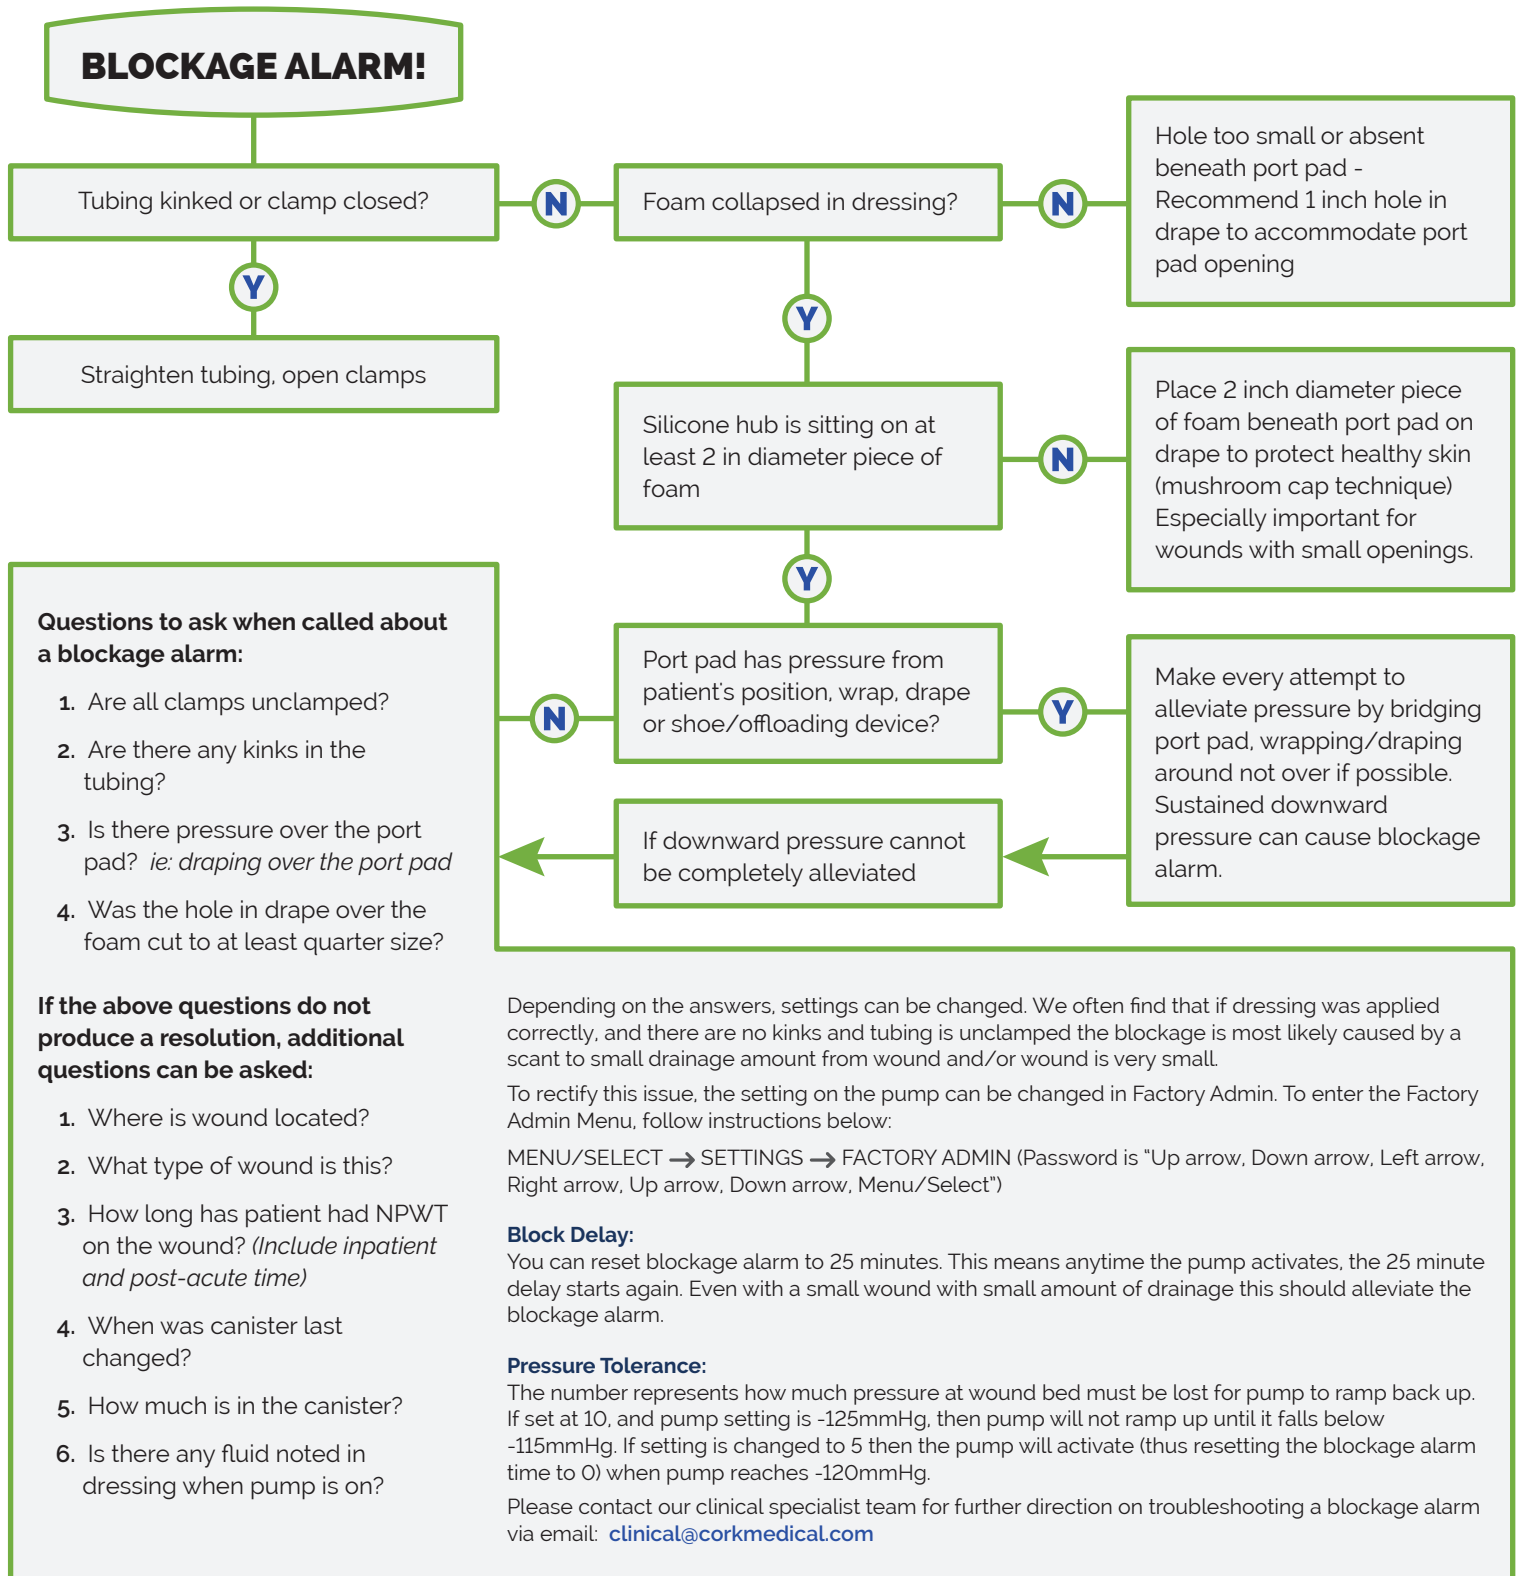 BLOCKAGE ALARM!
Tubing kinked or clamp closed?
N
Foam collapsed in dressing?
N
Hole too small or absent
beneath port pad -
Recommend 1 inch hole in
drape to accommodate port
pad opening
Y
Straighten tubing, open clamps
Y
Silicone hub is sitting on at
least 2 in diameter piece of
foam
N
Place 2 inch diameter piece
of foam beneath port pad on
drape to protect healthy skin
(mushroom cap technique)
Especially important for
wounds with small openings.
Y
Port pad has pressure from
patient's position, wrap, drape
or shoe/offloading device?
N
Y
Make every attempt to
alleviate pressure by bridging
port pad, wrapping/draping
around not over if possible.
Sustained downward
pressure can cause blockage
alarm.
If downward pressure cannot
be completely alleviated
Questions to ask when called about
a blockage alarm:
1. Are all clamps unclamped?
2. Are there any kinks in the
tubing?
3. Is there pressure over the port
pad? ie: draping over the port pad
4. Was the hole in drape over the
foam cut to at least quarter size?
If the above questions do not
produce a resolution, additional
questions can be asked:
1. Where is wound located?
2. What type of wound is this?
3. How long has patient had NPWT
on the wound? (Include inpatient
and post-acute time)
4. When was canister last
changed?
5. How much is in the canister?
6. Is there any fluid noted in
dressing when pump is on?
Depending on the answers, settings can be changed. We often find that if dressing was applied
correctly, and there are no kinks and tubing is unclamped the blockage is most likely caused by a
scant to small drainage amount from wound and/or wound is very small.
To rectify this issue, the setting on the pump can be changed in Factory Admin. To enter the Factory
Admin Menu, follow instructions below:
MENU/SELECT → SETTINGS → FACTORY ADMIN (Password is “Up arrow, Down arrow, Left arrow,
Right arrow, Up arrow, Down arrow, Menu/Select”)
Block Delay:
You can reset blockage alarm to 25 minutes. This means anytime the pump activates, the 25 minute
delay starts again. Even with a small wound with small amount of drainage this should alleviate the
blockage alarm.
Pressure Tolerance:
The number represents how much pressure at wound bed must be lost for pump to ramp back up.
If set at 10, and pump setting is -125mmHg, then pump will not ramp up until it falls below
-115mmHg. If setting is changed to 5 then the pump will activate (thus resetting the blockage alarm
time to 0) when pump reaches -120mmHg.
Please contact our clinical specialist team for further direction on troubleshooting a blockage alarm
via email: clinical@corkmedical.com